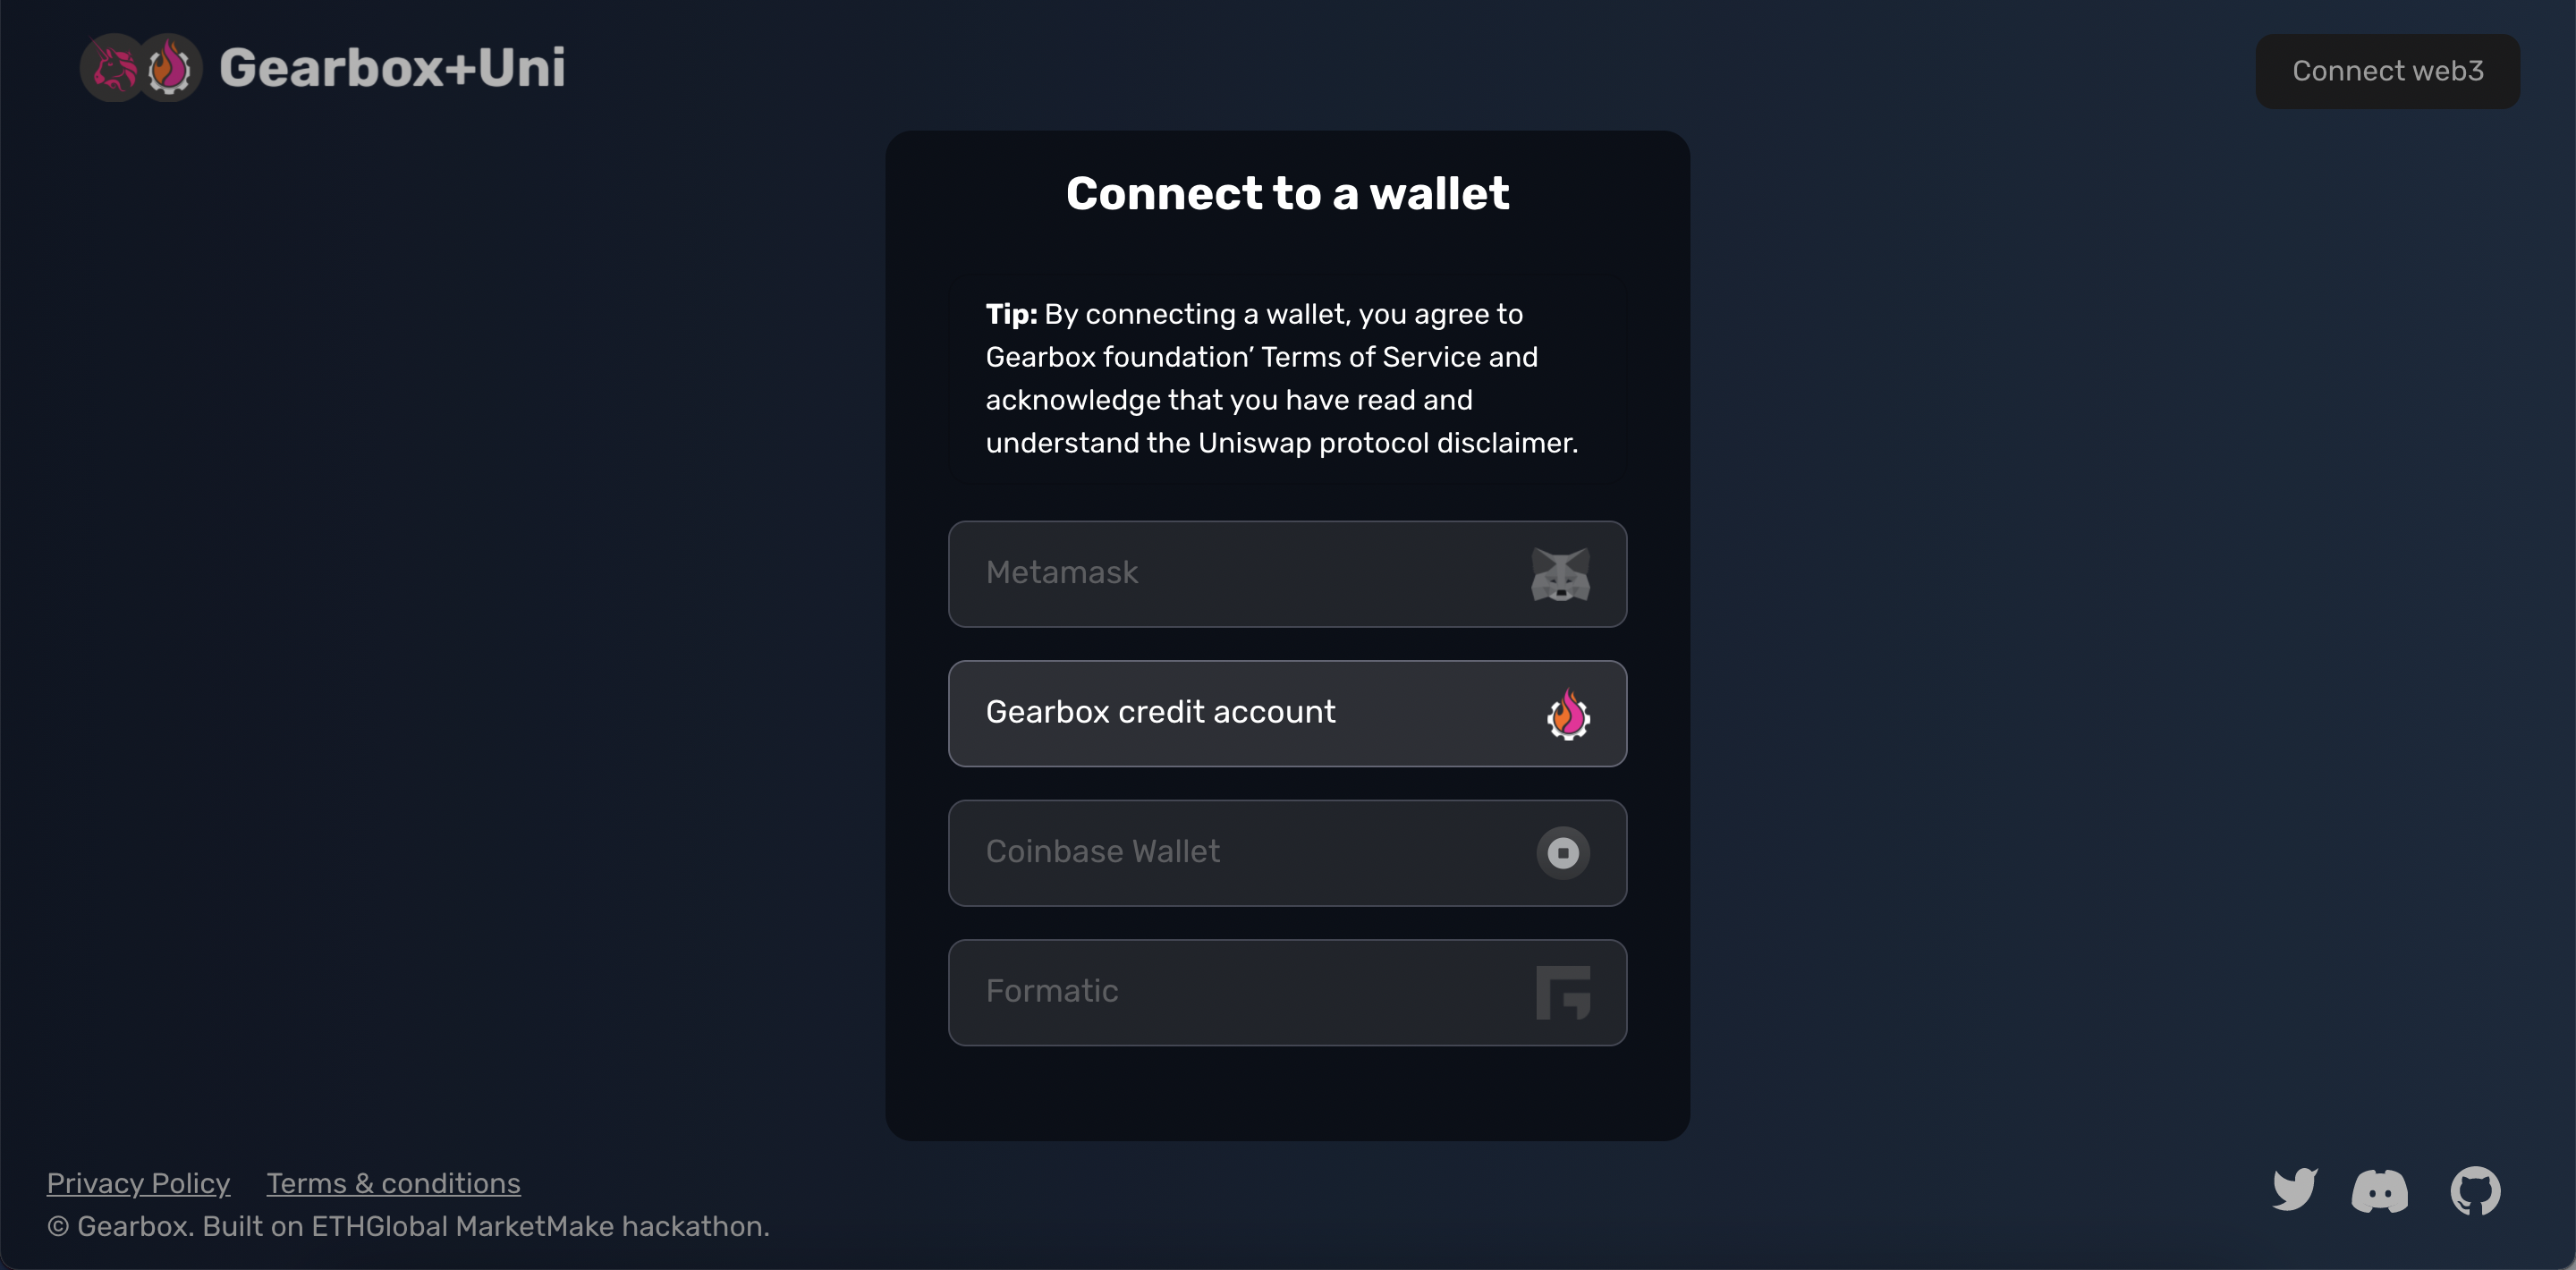 Gearbox+Uni
Connect web3
Connect to a wallet
Tip: By connecting a wallet, you agree to
Gearbox foundation’ Terms of Service and
acknowledge that you have read and
understand the Uniswap protocol disclaimer.
Metamask
Gearbox credit account
Coinbase Wallet
Formatic
Privacy Policy Terms & conditions
© Gearbox. Built on ETHGlobal MarketMake hackathon.